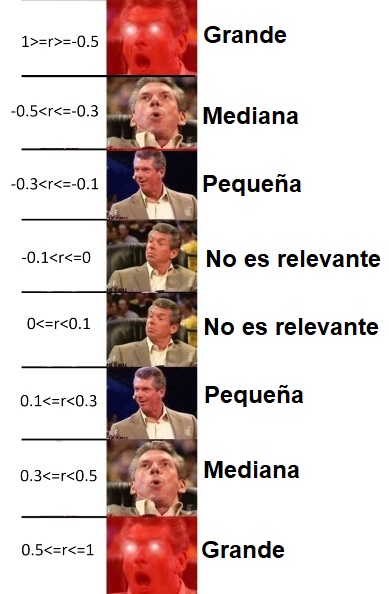 1>=r>=-0.5 Grande
-0.5<r<=-0.3 Mediana
-0.3<r<=-0.1 Pequeña
-0.1<r<=0 No es relevante
0<=r<0.1 No es relevante
0.1<=r<0.3 Pequeña
0.3<=r<0.5 Mediana
0.5<=r<=1 Grande